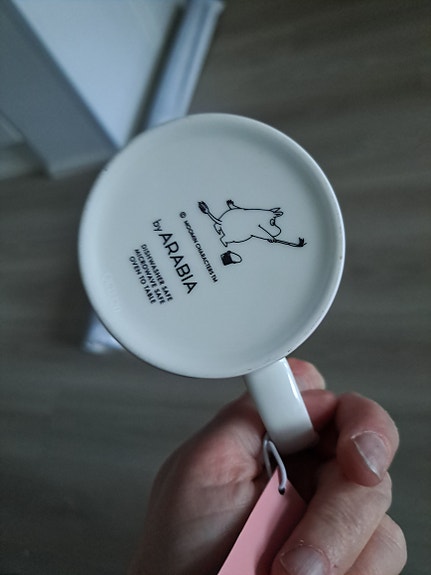 © MOOMIN CHARACTERS™
by ARABIA
DISHWASHER SAFE
MICROWAVE SAFE
OVEN TO TABLE